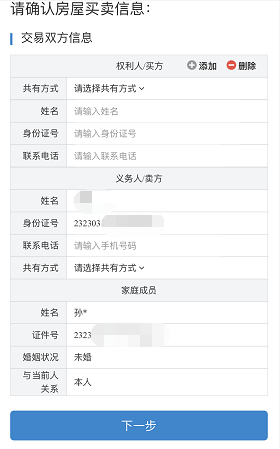 请确认房屋买卖信息：
交易双方信息
权利人/买方 添加 删除
共有方式 请选择共有方式
姓名 请输入姓名
身份证号 请输入身份证号
联系电话 请输入联系电话
义务人/卖方
姓名
身份证号 232303
联系电话 请输入手机号码
共有方式 请选择共有方式
家庭成员
姓名 孙*
证件号 2323
婚姻状况 未婚
与当前人关系 本人
下一步